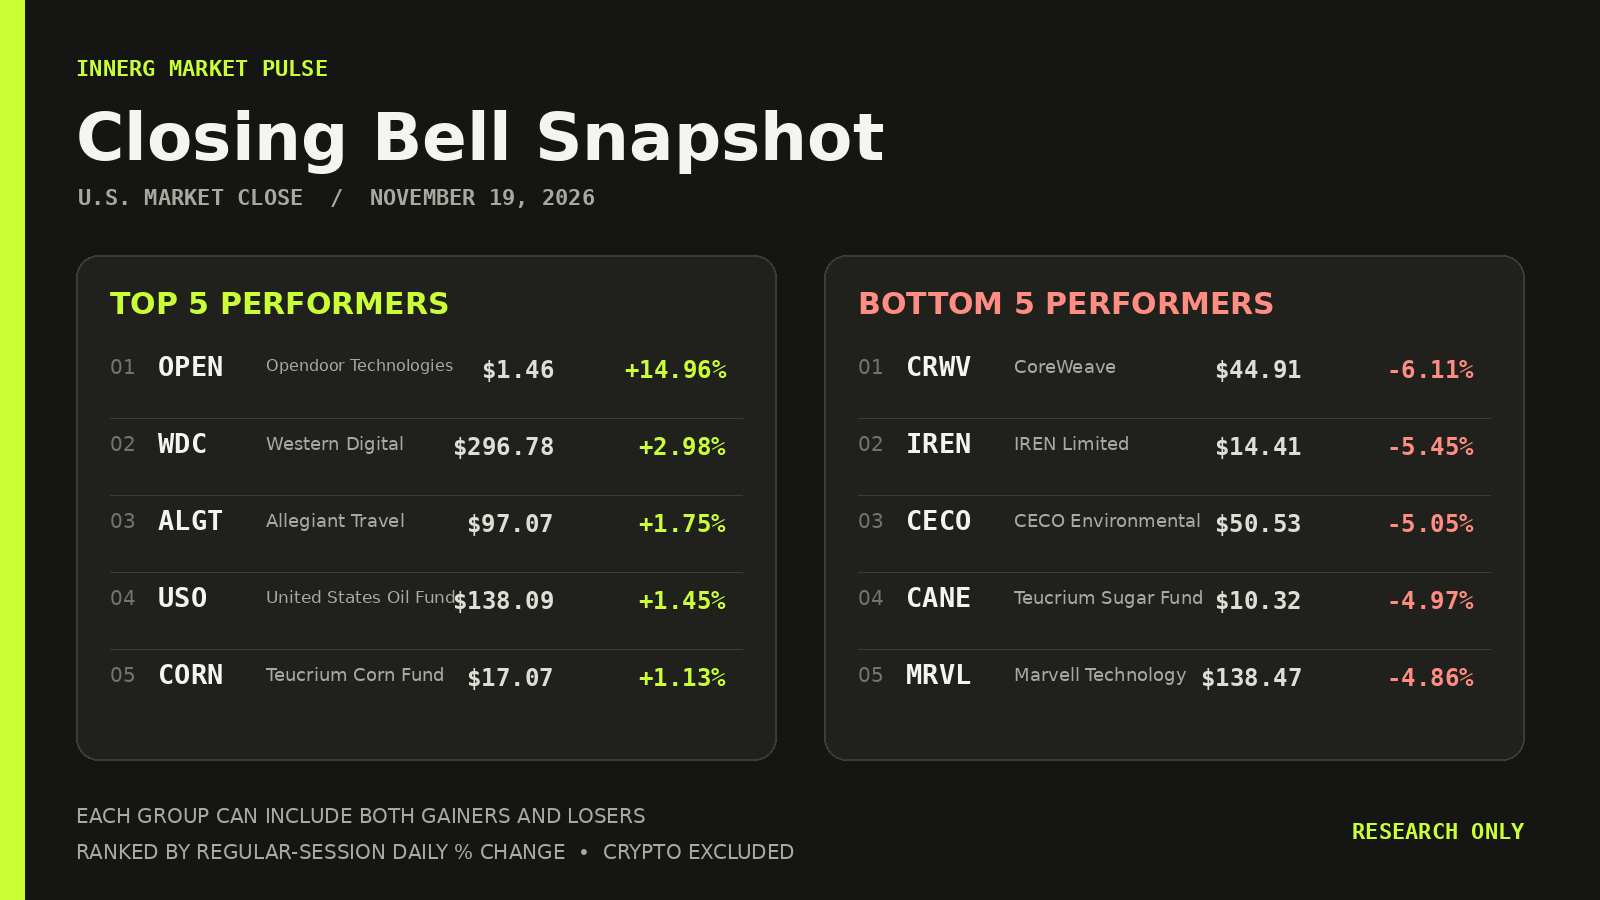 INNERG MARKET PULSE
Closing Bell Snapshot
U.S. MARKET CLOSE / NOVEMBER 19, 2026
TOP 5 PERFORMERS
01 OPEN Opendoor Technologies $1.46 +14.96%
02 WDC Western Digital $296.78 +2.98%
03 ALGT Allegiant Travel $97.07 +1.75%
04 USO United States Oil Fund $138.09 +1.45%
05 CORN Teucrium Corn Fund $17.07 +1.13%
BOTTOM 5 PERFORMERS
01 CRWV CoreWeave $44.91 -6.11%
02 IREN IREN Limited $14.41 -5.45%
03 CECO CECO Environmental $50.53 -5.05%
04 CANE Teucrium Sugar Fund $10.32 -4.97%
05 MRVL Marvell Technology $138.47 -4.86%
EACH GROUP CAN INCLUDE BOTH GAINERS AND LOSERS
RANKED BY REGULAR-SESSION DAILY % CHANGE • CRYPTO EXCLUDED
RESEARCH ONLY